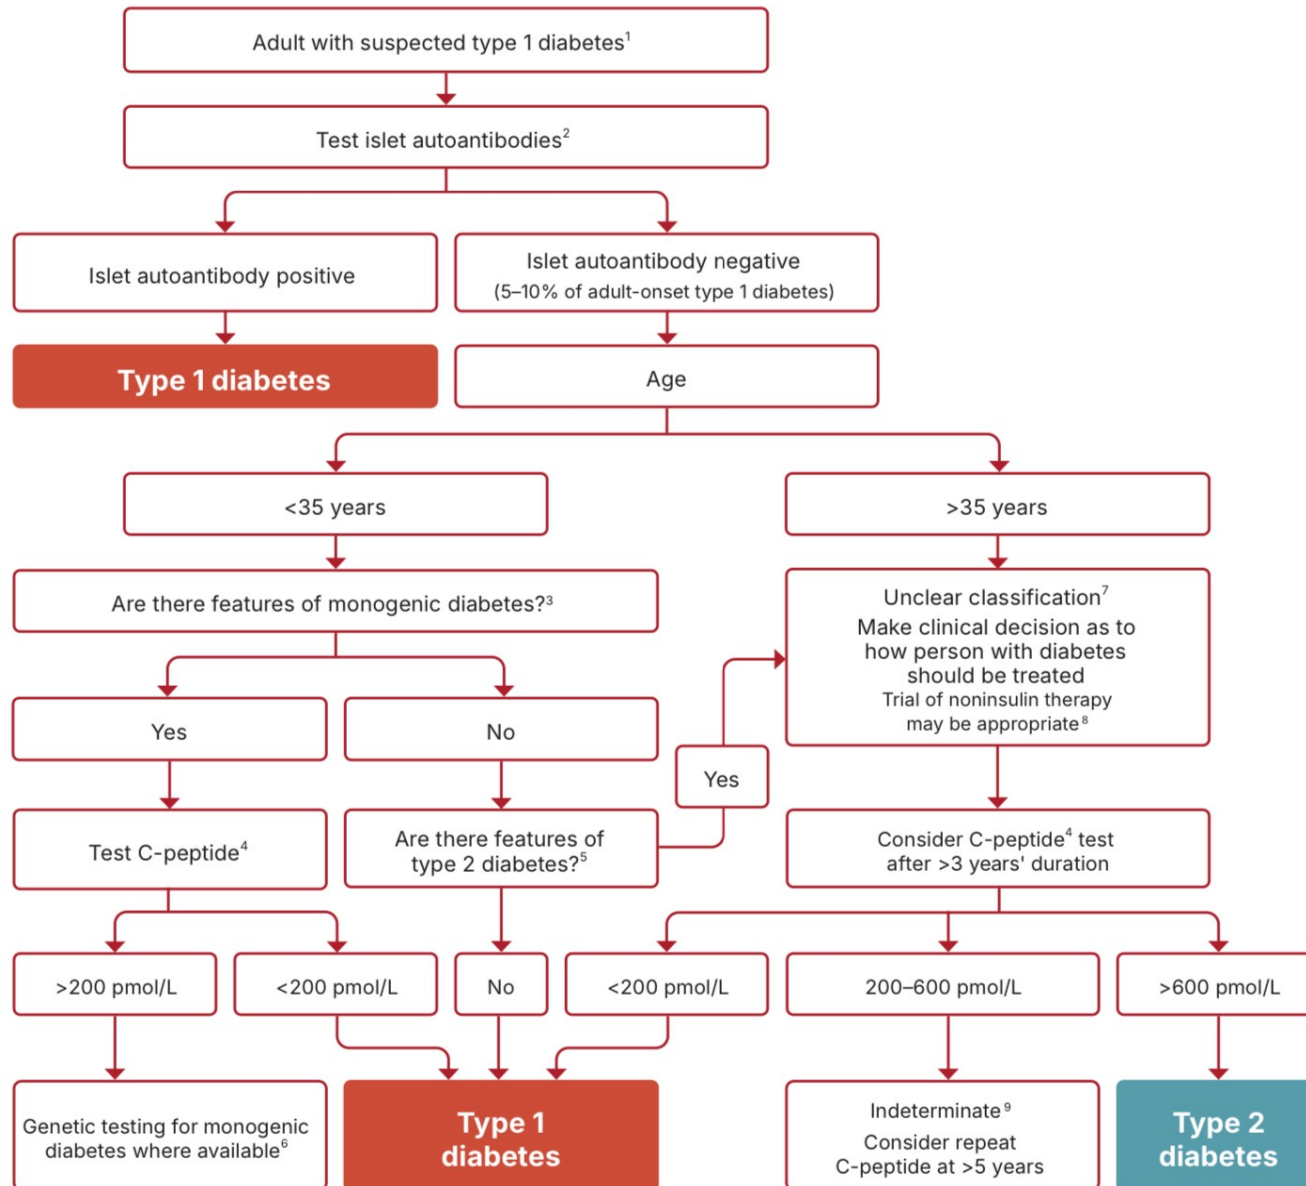 Adult with suspected type 1 diabetes¹
Test islet autoantibodies²
Islet autoantibody positive
Islet autoantibody negative
(5–10% of adult-onset type 1 diabetes)
Type 1 diabetes
Age
<35 years
>35 years
Are there features of monogenic diabetes?³
Unclear classification⁷
Make clinical decision as to
how person with diabetes
should be treated
Trial of noninsulin therapy
may be appropriate⁸
Yes
No
Yes
Test C-peptide⁴
Are there features of
type 2 diabetes?⁵
Consider C-peptide⁴ test
after >3 years' duration
>200 pmol/L
<200 pmol/L
No
<200 pmol/L
200–600 pmol/L
>600 pmol/L
Genetic testing for monogenic
diabetes where available⁶
Type 1
diabetes
Indeterminate⁹
Consider repeat
C-peptide at >5 years
Type 2
diabetes